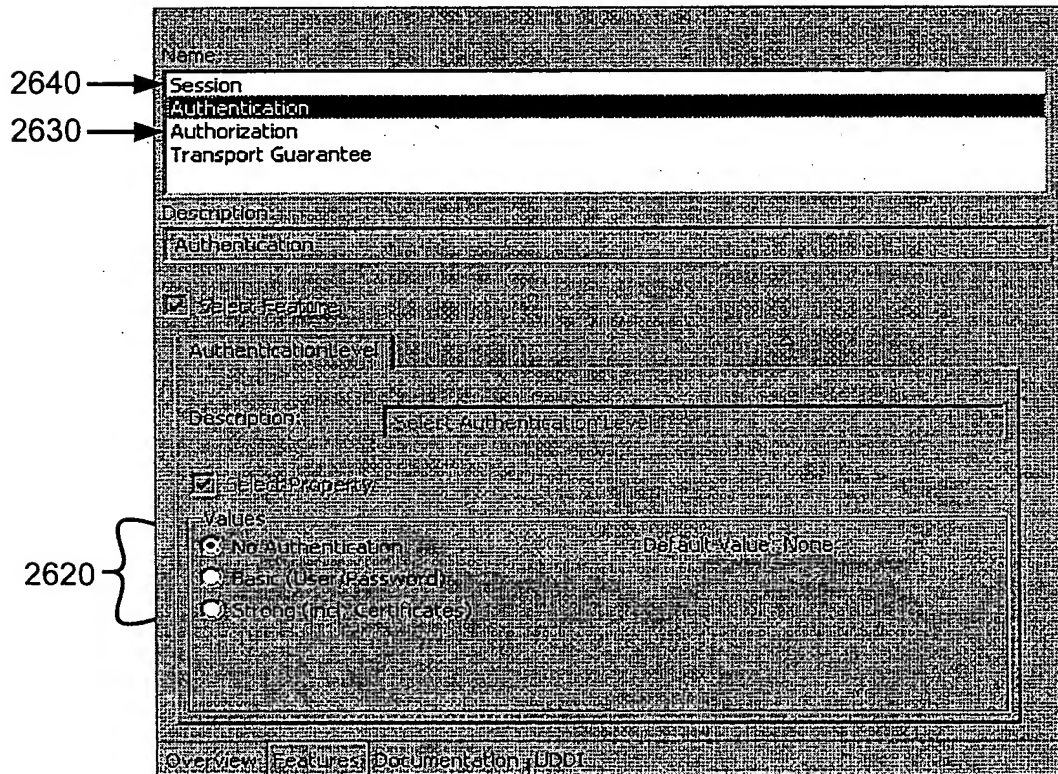 Name
2640
Session
Authentication
2630
Authorization
Transport Guarantee
Description:
Authentication
Select Feature
AuthenticationLevel
Description:
Select Authentication Level
Select Property
Values
No Authentication
Default Value: None
2620
Basic (User/Password)
Strong (incl. Certificates)
Overview Features Documentation UDDI